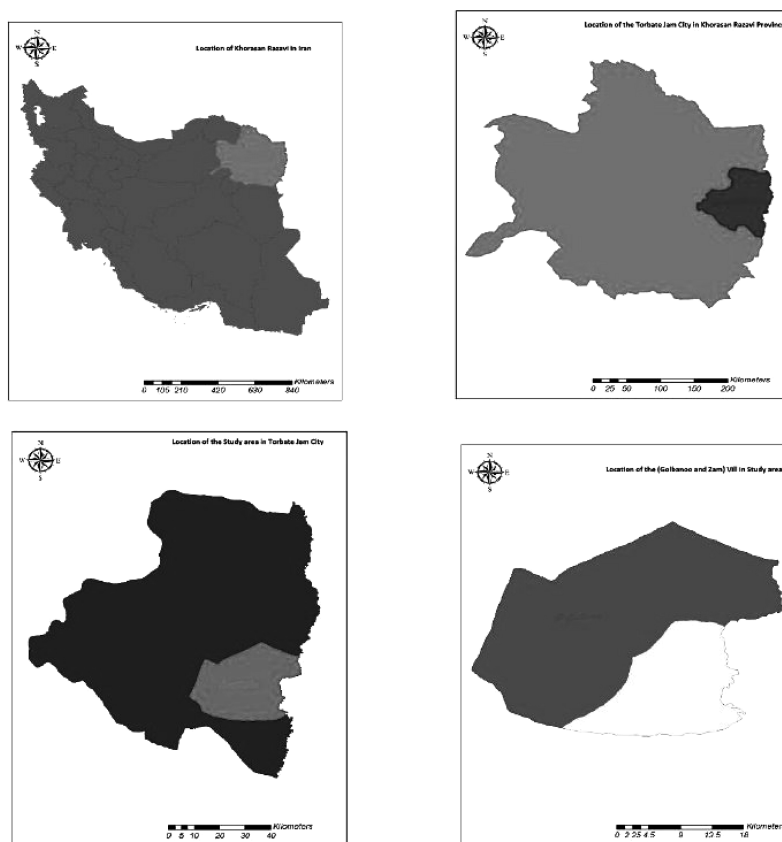 Location of Khorasan Razavi in Iran
N
W E
S
Kilometers
0 105 210 420 630 840
Location of the Torbate Jam City in Khorasan Razavi Provinc
N
W E
S
Kilometers
0 25 50 100 150 200
Location of the Study area in Torbate Jam City
N
W E
S
Kilometers
0 5 10 20 30 40
Location of the (Golbanoo and Zam) Vill in Study area
N
W E
S
Kilometer
0 2.25 4.5 9 13.5 18